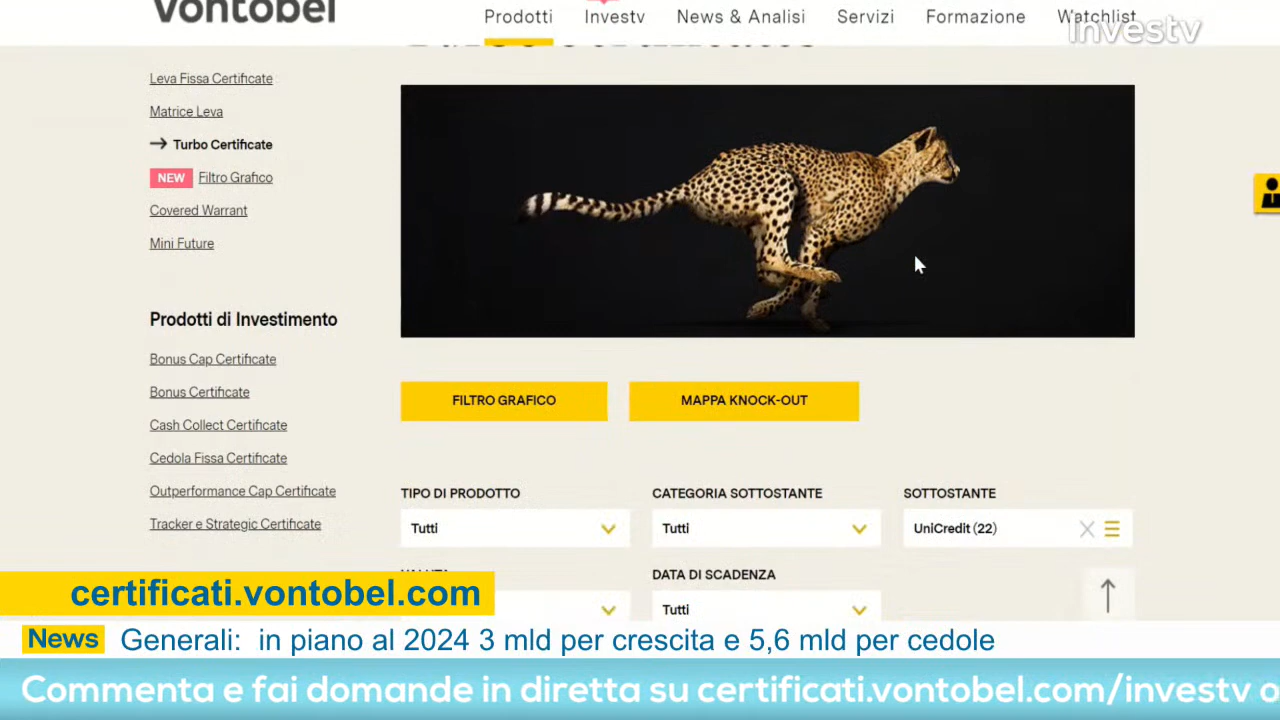 Vontobel
Prodotti
Investv
News & Analisi
Servizi
Formazione
Watchlist
Investv
Leva Fissa Certificate
Matrice Leva
Turbo Certificate
NEW Filtro Grafico
Covered Warrant
Mini Future
Prodotti di Investimento
Bonus Cap Certificate
Bonus Certificate
Cash Collect Certificate
Cedola Fissa Certificate
Outperformance Cap Certificate
Tracker e Strategic Certificate
FILTRO GRAFICO
MAPPA KNOCK-OUT
TIPO DI PRODOTTO
CATEGORIA SOTTOSTANTE
SOTTOSTANTE
Tutti
Tutti
UniCredit (22)
DATA DI SCADENZA
Tutti
certificati.vontobel.com
News Generali: in piano al 2024 3 mld per crescita e 5,6 mld per cedole
Commenta e fai domande in diretta su certificati.vontobel.com/investv o